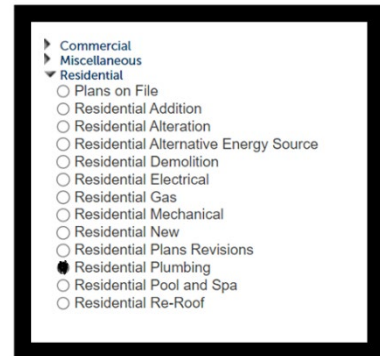 Commercial
Miscellaneous
Residential
Plans on File
Residential Addition
Residential Alteration
Residential Alternative Energy Source
Residential Demolition
Residential Electrical
Residential Gas
Residential Mechanical
Residential New
Residential Plans Revisions
Residential Plumbing
Residential Pool and Spa
Residential Re-Roof